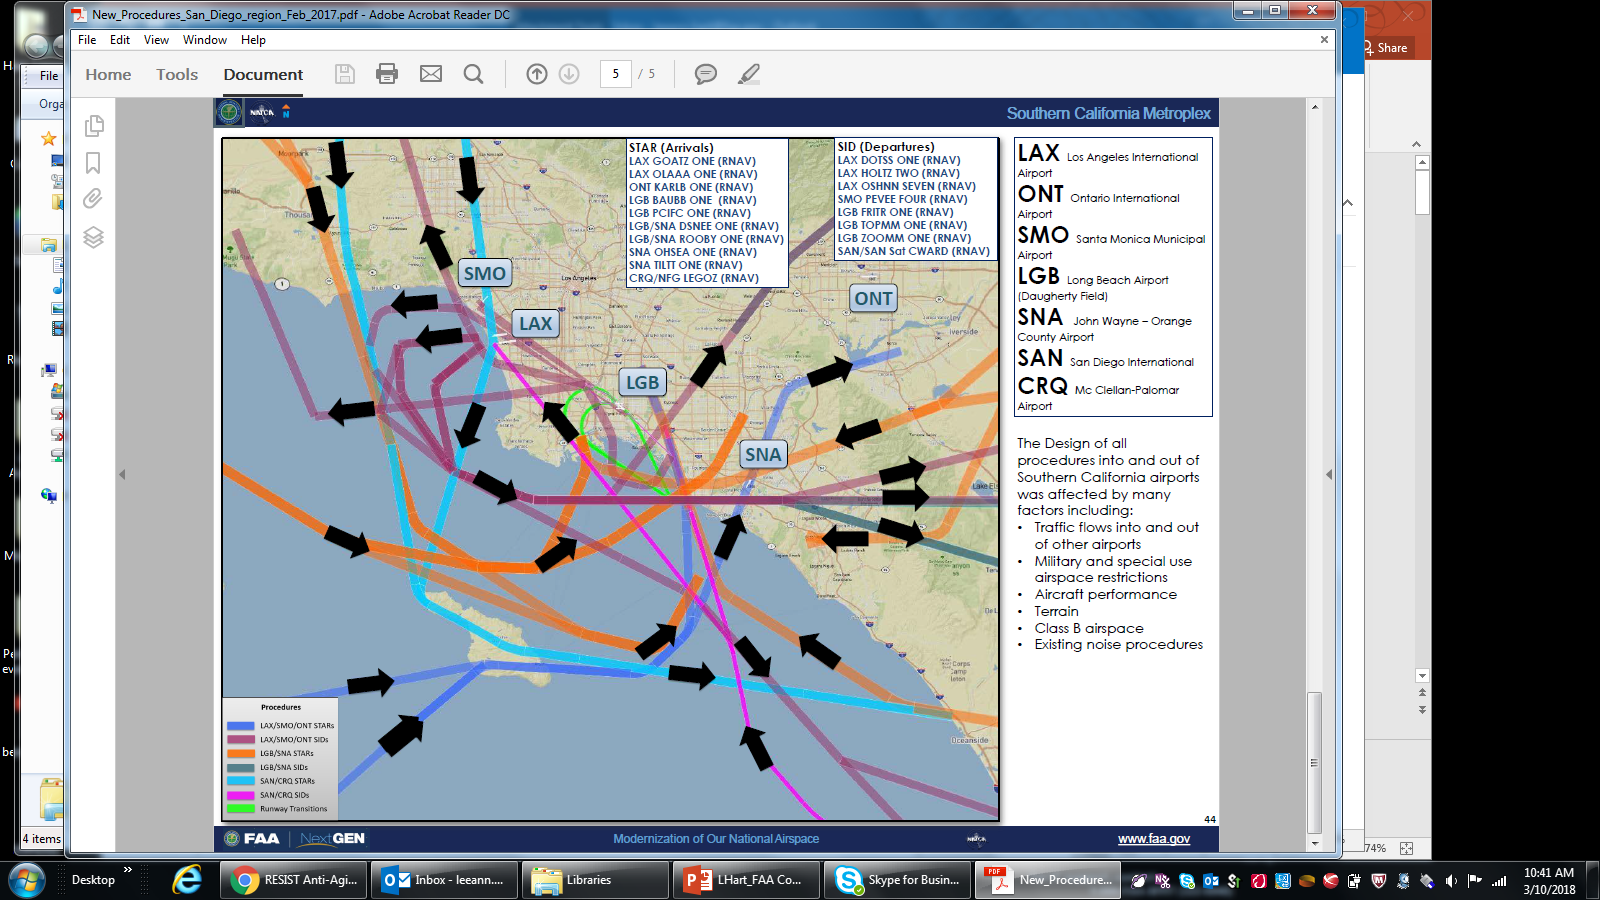 New_Procedures_San_Diego_region_Feb_2017.pdf - Adobe Acrobat Reader DC
File Edit View Window Help
Home Tools Document
5 / 5
Share
File
Orga
Southern California Metroplex
NATCA
N
STAR (Arrivals)
LAX GOATZ ONE (RNAV)
LAX OLAAA ONE (RNAV)
ONT KARLB ONE (RNAV)
LGB BAUBB ONE (RNAV)
LGB PCIFC ONE (RNAV)
LGB/SNA DSNEE ONE (RNAV)
LGB/SNA ROOBY ONE (RNAV)
SNA OHSEA ONE (RNAV)
SNA TILTT ONE (RNAV)
CRQ/NFG LEGOZ (RNAV)
SID (Departures)
LAX DOTSS ONE (RNAV)
LAX HOLTZ TWO (RNAV)
LAX OSHNN SEVEN (RNAV)
SMO PEVEE FOUR (RNAV)
LGB FRITR ONE (RNAV)
LGB TOPMM ONE (RNAV)
LGB ZOOMM ONE (RNAV)
SAN/SAN Sat CWARD (RNAV)
SMO
LAX
LGB
ONT
SNA
Los Angeles
Oceanside
Procedures
LAX/SMO/ONT STARs
LAX/SMO/ONT SIDs
LGB/SNA STARs
LGB/SNA SIDs
SAN/CRQ STARs
SAN/CRQ SIDs
Runway Transitions
LAX Los Angeles International
Airport
ONT Ontario International
Airport
SMO Santa Monica Municipal
Airport
LGB Long Beach Airport
(Daugherty Field)
SNA John Wayne – Orange
County Airport
SAN San Diego International
CRQ Mc Clellan-Palomar
Airport
The Design of all
procedures into and out of
Southern California airports
was affected by many
factors including:
• Traffic flows into and out
of other airports
• Military and special use
airspace restrictions
• Aircraft performance
• Terrain
• Class B airspace
• Existing noise procedures
44
FAA NextGEN
Modernization of Our National Airspace
www.faa.gov
4 items
74%
Desktop
RESIST Anti-Agi...
Inbox - leeann....
Libraries
LHart_FAA Co...
Skype for Busin...
New_Procedure...
10:41 AM
3/10/2018